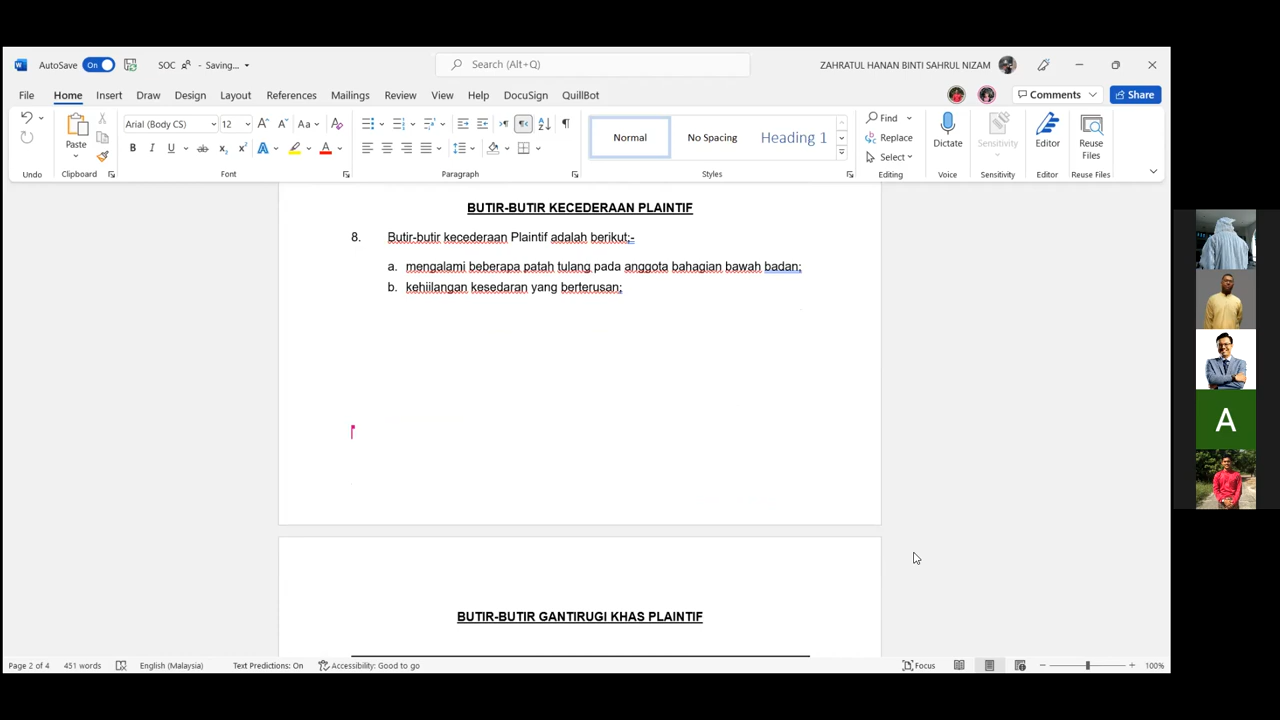 AutoSave On SOC - Saving... Search (Alt+Q) ZAHRATUL HANAN BINTI SAHRUL NIZAM
File Home Insert Draw Design Layout References Mailings Review View Help DocuSign QuillBot Comments Share
Arial (Body CS) 12 Aa
Paste Normal No Spacing Heading 1 Find Replace Select Dictate Sensitivity Editor Reuse Files
Undo Clipboard Font Paragraph Styles Editing Voice Sensitivity Editor Reuse Files
BUTIR-BUTIR KECEDERAAN PLAINTIF
8. Butir-butir kecederaan Plaintif adalah berikut;-
a. mengalami beberapa patah tulang pada anggota bahagian bawah badan;
b. kehiilangan kesedaran yang berterusan;
A
BUTIR-BUTIR GANTIRUGI KHAS PLAINTIF
Page 2 of 4 451 words English (Malaysia) Text Predictions: On Accessibility: Good to go Focus 100%